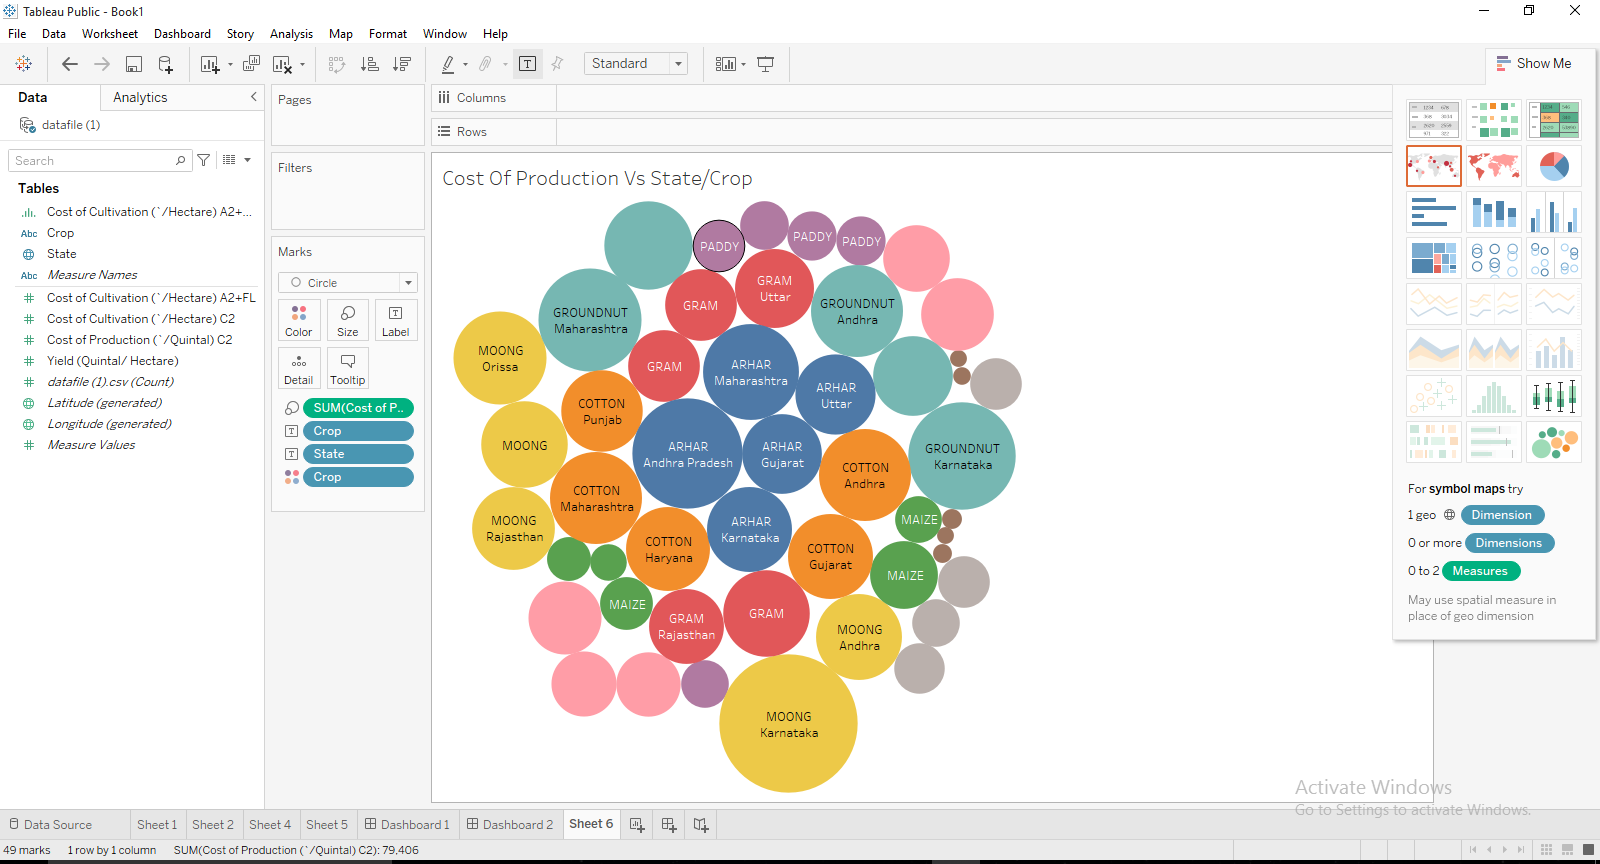 Tableau Public - Book1
File Data Worksheet Dashboard Story Analysis Map Format Window Help
Standard
Show Me
Data Analytics
datafile (1)
Search
Tables
Cost of Cultivation (`/Hectare) A2+...
Abc Crop
State
Abc Measure Names
Cost of Cultivation (`/Hectare) A2+FL
Cost of Cultivation (`/Hectare) C2
Cost of Production (`/Quintal) C2
Yield (Quintal/ Hectare)
datafile (1).csv (Count)
Latitude (generated)
Longitude (generated)
Measure Values
Pages
Filters
Marks
Circle
Color Size Label
Detail Tooltip
SUM(Cost of P..
Crop
State
Crop
Columns
Rows
Cost Of Production Vs State/Crop
PADDY
PADDY
PADDY
GRAM
Uttar
GRAM
GROUNDNUT
Andhra
GROUNDNUT
Maharashtra
MOONG
Orissa
GRAM
ARHAR
Maharashtra
ARHAR
Uttar
COTTON
Punjab
MOONG
ARHAR
Andhra Pradesh
ARHAR
Gujarat
COTTON
Andhra
GROUNDNUT
Karnataka
COTTON
Maharashtra
MOONG
Rajasthan
ARHAR
Karnataka
MAIZE
COTTON
Haryana
COTTON
Gujarat
MAIZE
MAIZE
GRAM
Rajasthan
GRAM
MOONG
Andhra
MOONG
Karnataka
For symbol maps try
1 geo Dimension
0 or more Dimensions
0 to 2 Measures
May use spatial measure in
place of geo dimension
Activate Windows
Go to Settings to activate Windows.
Data Source Sheet 1 Sheet 2 Sheet 4 Sheet 5 Dashboard 1 Dashboard 2 Sheet 6
49 marks 1 row by 1 column SUM(Cost of Production (`/Quintal) C2): 79,406